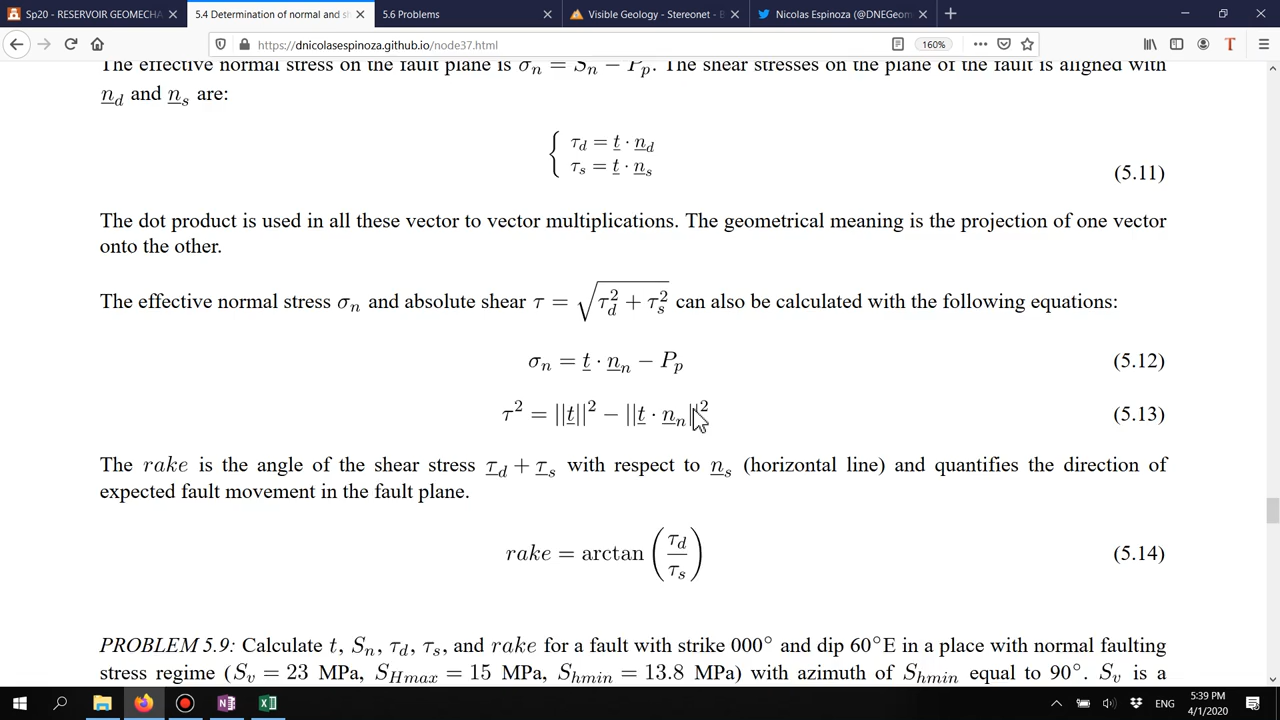 Sp20 - RESERVOIR GEOMECHA
5.4 Determination of normal and sh
5.6 Problems
Visible Geology - Stereonet -
Nicolas Espinoza (@DNEGeom
https://dnicolasespinoza.github.io/node37.html
160%
The effective normal stress on the fault plane is σn = Sn − Pp. The shear stresses on the plane of the fault is aligned with
nd and ns are:
τd = t · nd
τs = t · ns
(5.11)
The dot product is used in all these vector to vector multiplications. The geometrical meaning is the projection of one vector
onto the other.
The effective normal stress σn and absolute shear τ = √(τd² + τs²) can also be calculated with the following equations:
σn = t · nn − Pp (5.12)
τ² = ||t||² − ||t · nn||² (5.13)
The rake is the angle of the shear stress τd + τs with respect to ns (horizontal line) and quantifies the direction of
expected fault movement in the fault plane.
rake = arctan (τd/τs) (5.14)
PROBLEM 5.9: Calculate t, Sn, τd, τs, and rake for a fault with strike 000° and dip 60°E in a place with normal faulting
stress regime (Sv = 23 MPa, SHmax = 15 MPa, Shmin = 13.8 MPa) with azimuth of Shmin equal to 90°. Sv is a
ENG
5:39 PM
4/1/2020